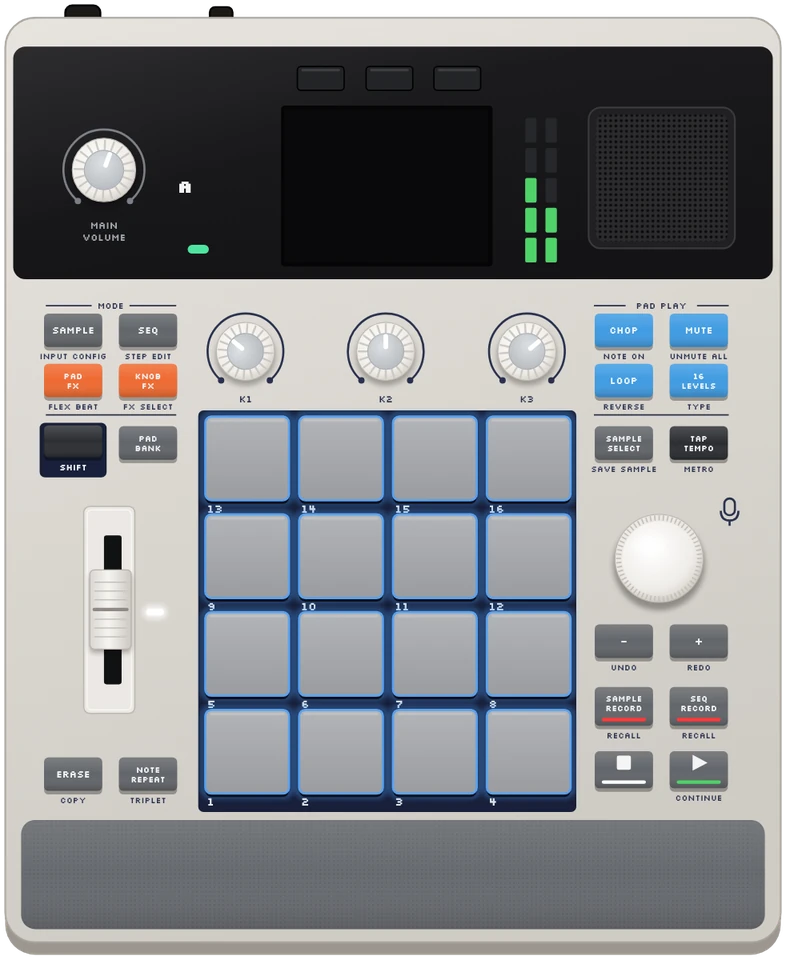 A
MAIN
VOLUME
MODE
SAMPLE
SEQ
INPUT CONFIG
STEP EDIT
PAD
FX
KNOB
FX
FLEX BEAT
FX SELECT
SHIFT
PAD
BANK
K1
K2
K3
PAD PLAY
CHOP
MUTE
NOTE ON
UNMUTE ALL
LOOP
16
LEVELS
REVERSE
TYPE
SAMPLE
SELECT
TAP
TEMPO
SAVE SAMPLE
METRO
13
14
15
16
9
10
11
12
5
6
7
8
1
2
3
4
-
+
UNDO
REDO
SAMPLE
RECORD
SEQ
RECORD
RECALL
RECALL
CONTINUE
ERASE
NOTE
REPEAT
COPY
TRIPLET